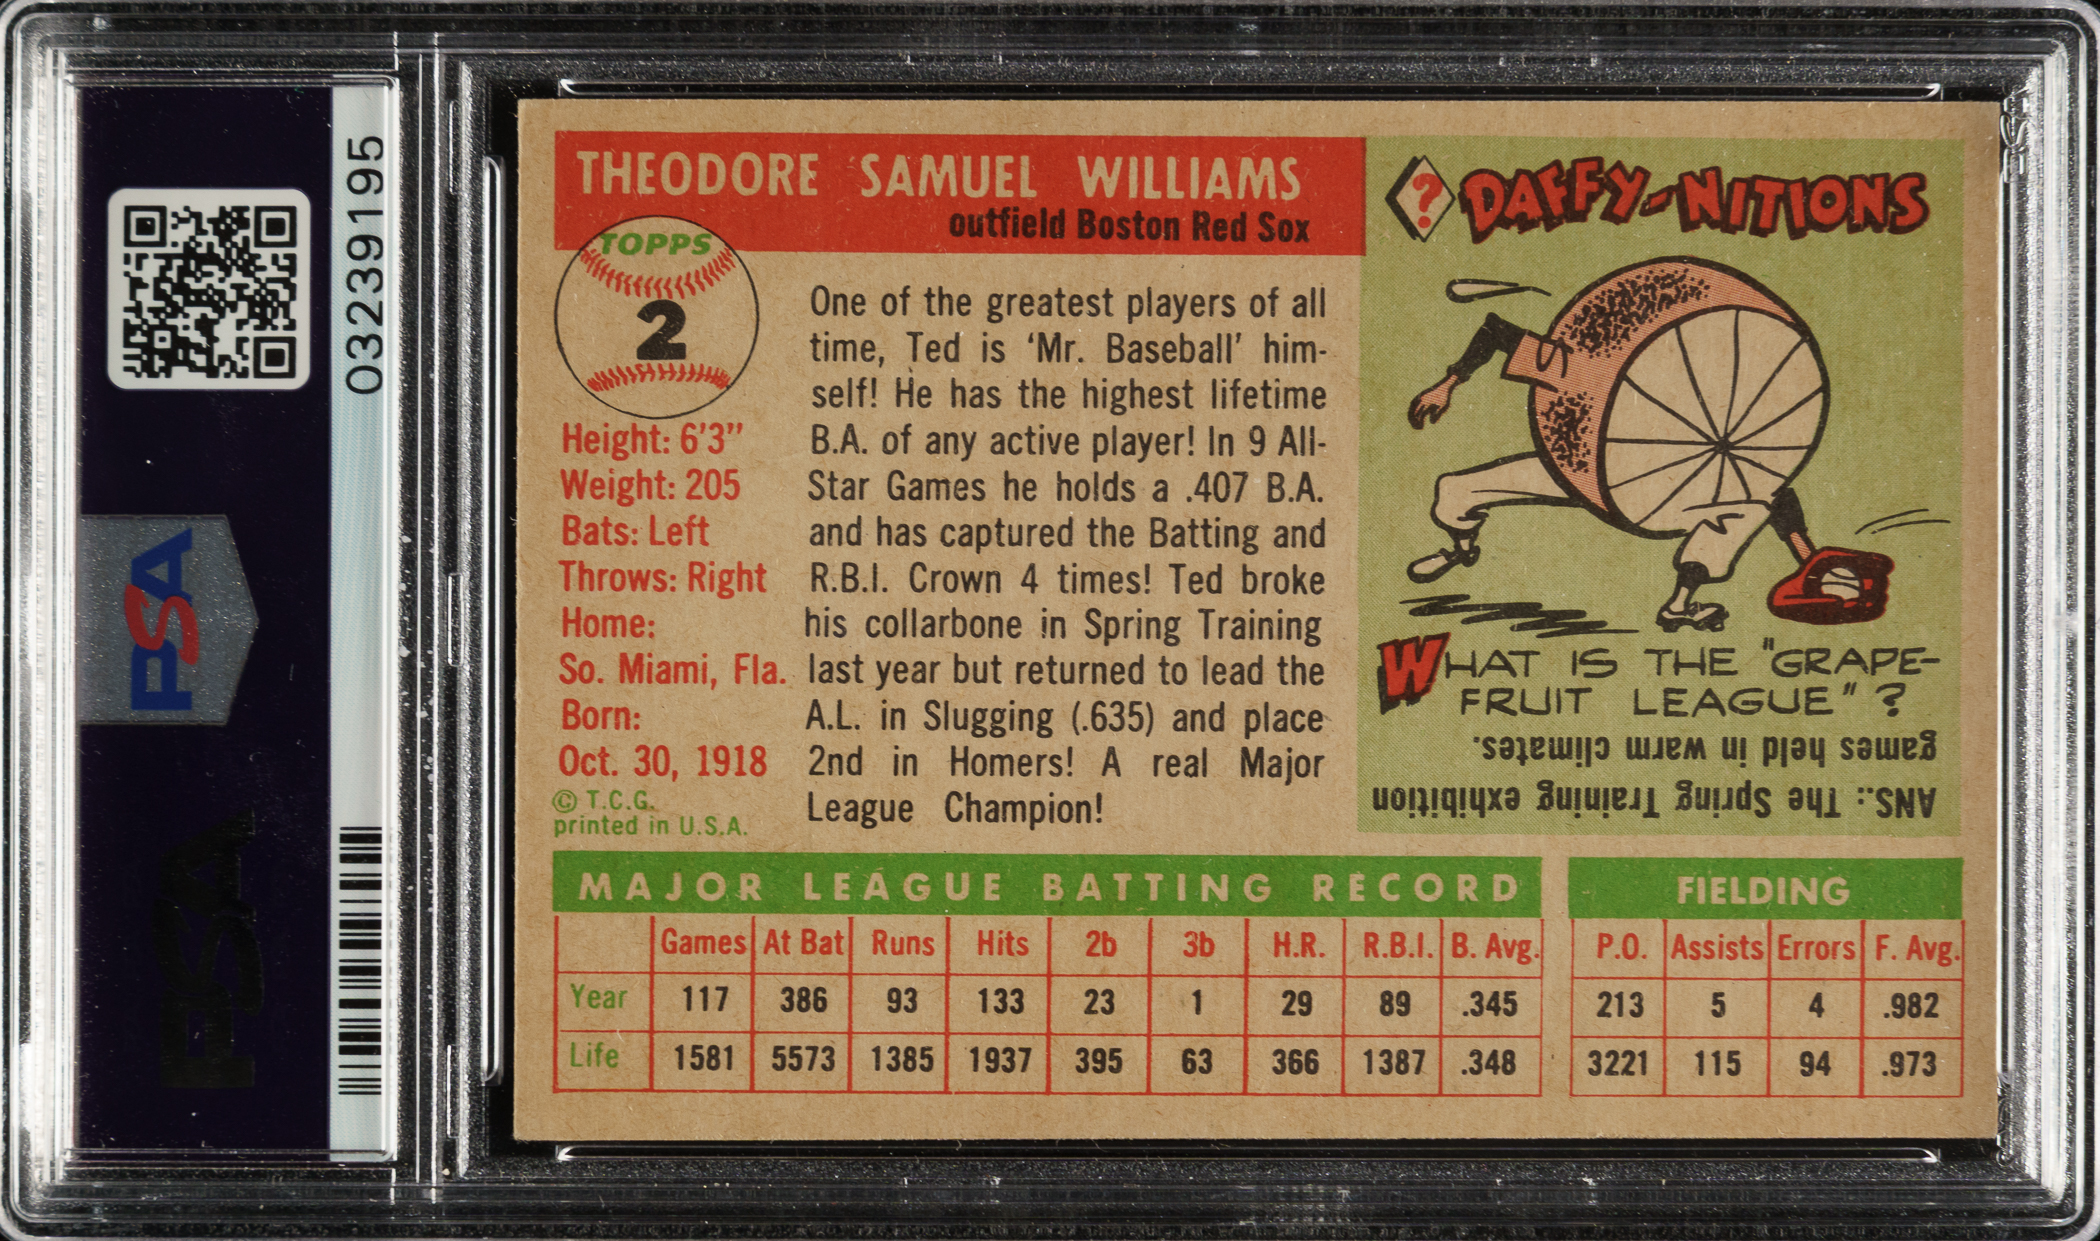 03239195
PSA
PSA
THEODORE SAMUEL WILLIAMS
outfield Boston Red Sox
TOPPS
2
Height: 6'3"
Weight: 205
Bats: Left
Throws: Right
Home:
So. Miami, Fla.
Born:
Oct. 30, 1918
© T.C.G.
printed in U.S.A.
One of the greatest players of all
time, Ted is 'Mr. Baseball' him-
self! He has the highest lifetime
B.A. of any active player! In 9 All-
Star Games he holds a .407 B.A.
and has captured the Batting and
R.B.I. Crown 4 times! Ted broke
his collarbone in Spring Training
last year but returned to lead the
A.L. in Slugging (.635) and place
2nd in Homers! A real Major
League Champion!
? DAFFY-NITIONS
WHAT IS THE "GRAPE-
FRUIT LEAGUE"?
ANS.: The Spring Training exhibition
games held in warm climates.
MAJOR LEAGUE BATTING RECORD
Games At Bat Runs Hits 2b 3b H.R. R.B.I. B. Avg.
Year 117 386 93 133 23 1 29 89 .345
Life 1581 5573 1385 1937 395 63 366 1387 .348
FIELDING
P.O. Assists Errors F. Avg.
213 5 4 .982
3221 115 94 .973